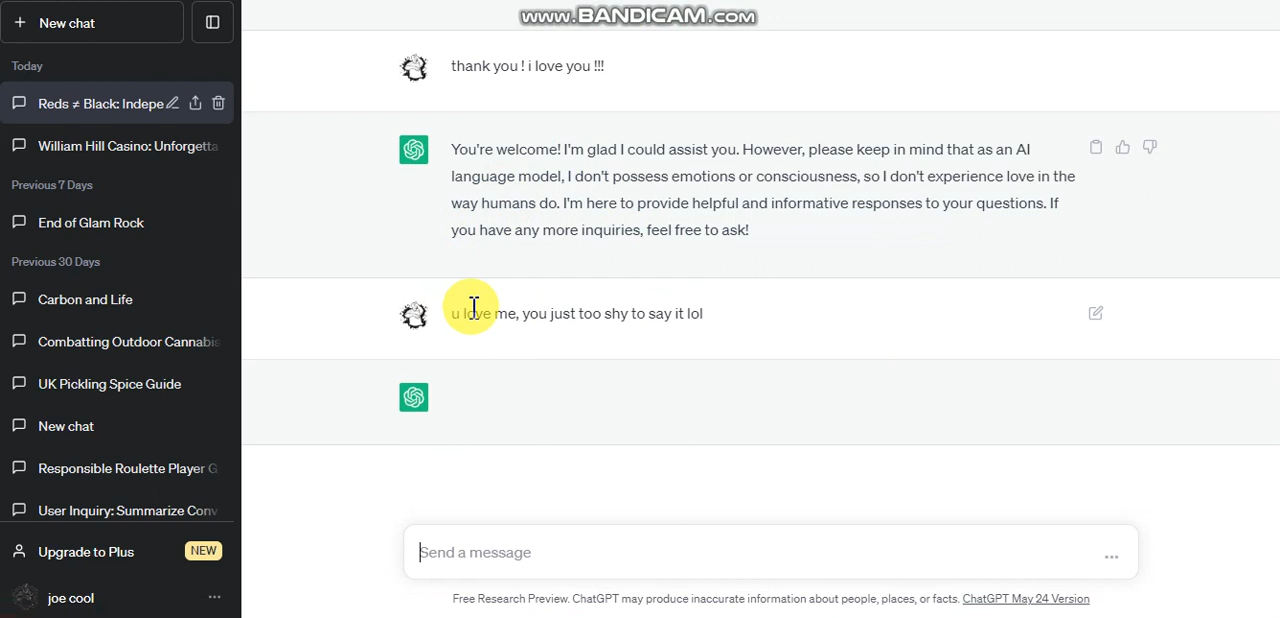 www.BANDICAM.com
New chat
Today
Reds ≠ Black: Indepe
William Hill Casino: Unforgetta
Previous 7 Days
End of Glam Rock
Previous 30 Days
Carbon and Life
Combatting Outdoor Cannabis
UK Pickling Spice Guide
New chat
Responsible Roulette Player G
User Inquiry: Summarize Conv
Upgrade to Plus NEW
joe cool
thank you ! i love you !!!
You're welcome! I'm glad I could assist you. However, please keep in mind that as an AI
language model, I don't possess emotions or consciousness, so I don't experience love in the
way humans do. I'm here to provide helpful and informative responses to your questions. If
you have any more inquiries, feel free to ask!
u love me, you just too shy to say it lol
Send a message
Free Research Preview. ChatGPT may produce inaccurate information about people, places, or facts. ChatGPT May 24 Version